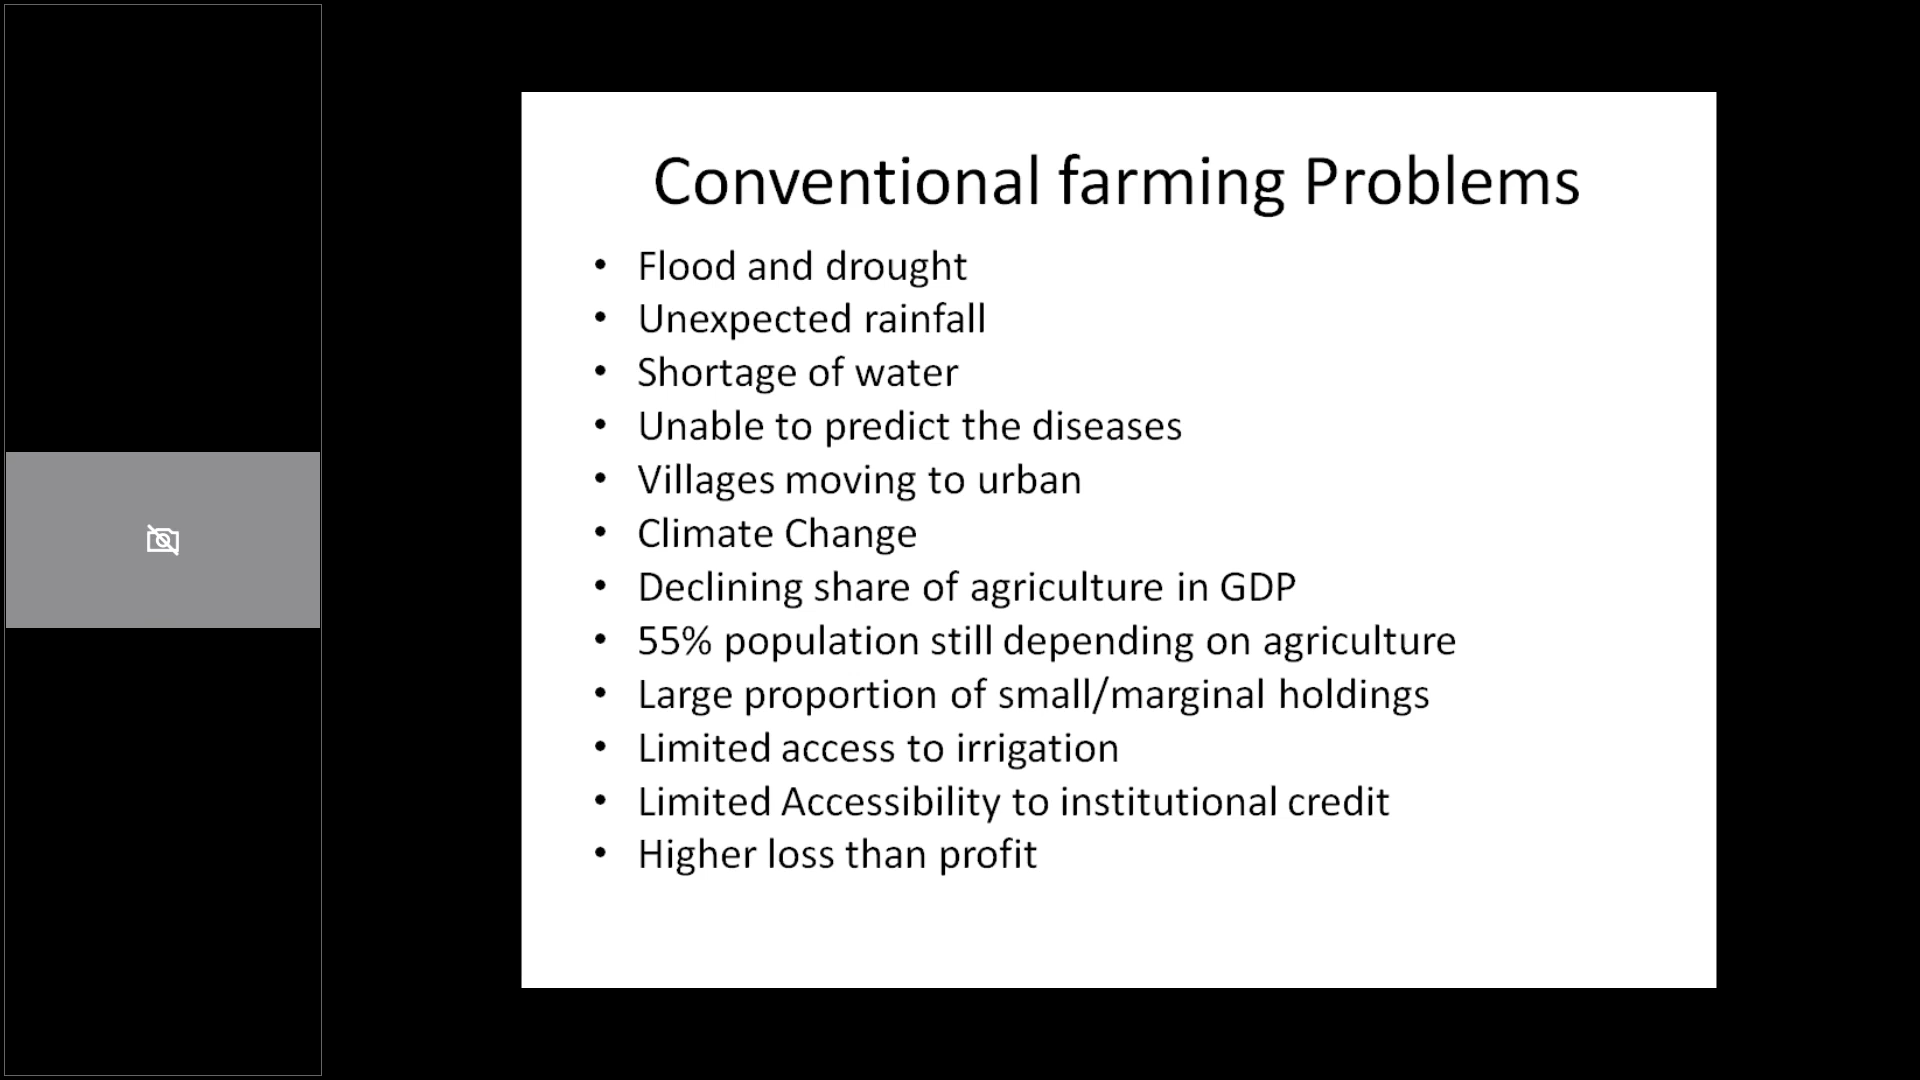 Conventional farming Problems
• Flood and drought
• Unexpected rainfall
• Shortage of water
• Unable to predict the diseases
• Villages moving to urban
• Climate Change
• Declining share of agriculture in GDP
• 55% population still depending on agriculture
• Large proportion of small/marginal holdings
• Limited access to irrigation
• Limited Accessibility to institutional credit
• Higher loss than profit